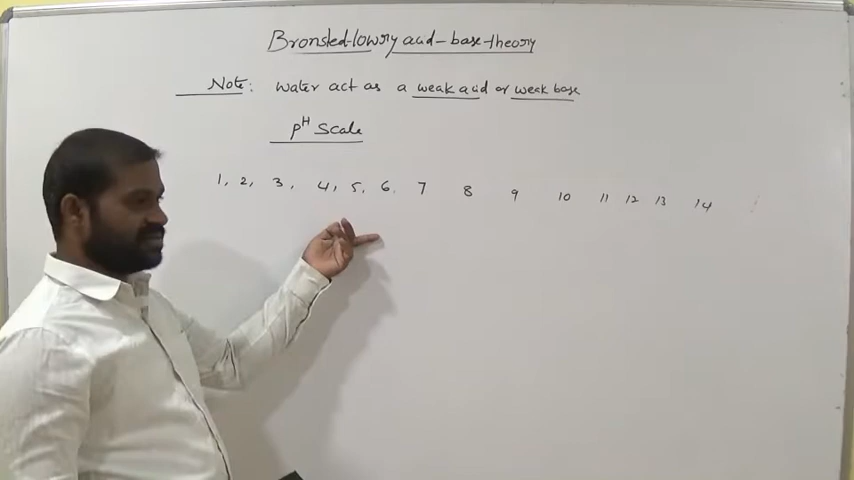 Bronsted-lowry acid-base-theory
Note: Water act as a weak acid or weak base
pH Scale
1, 2, 3, 4, 5, 6, 7 8 9 10 11 12 13 14